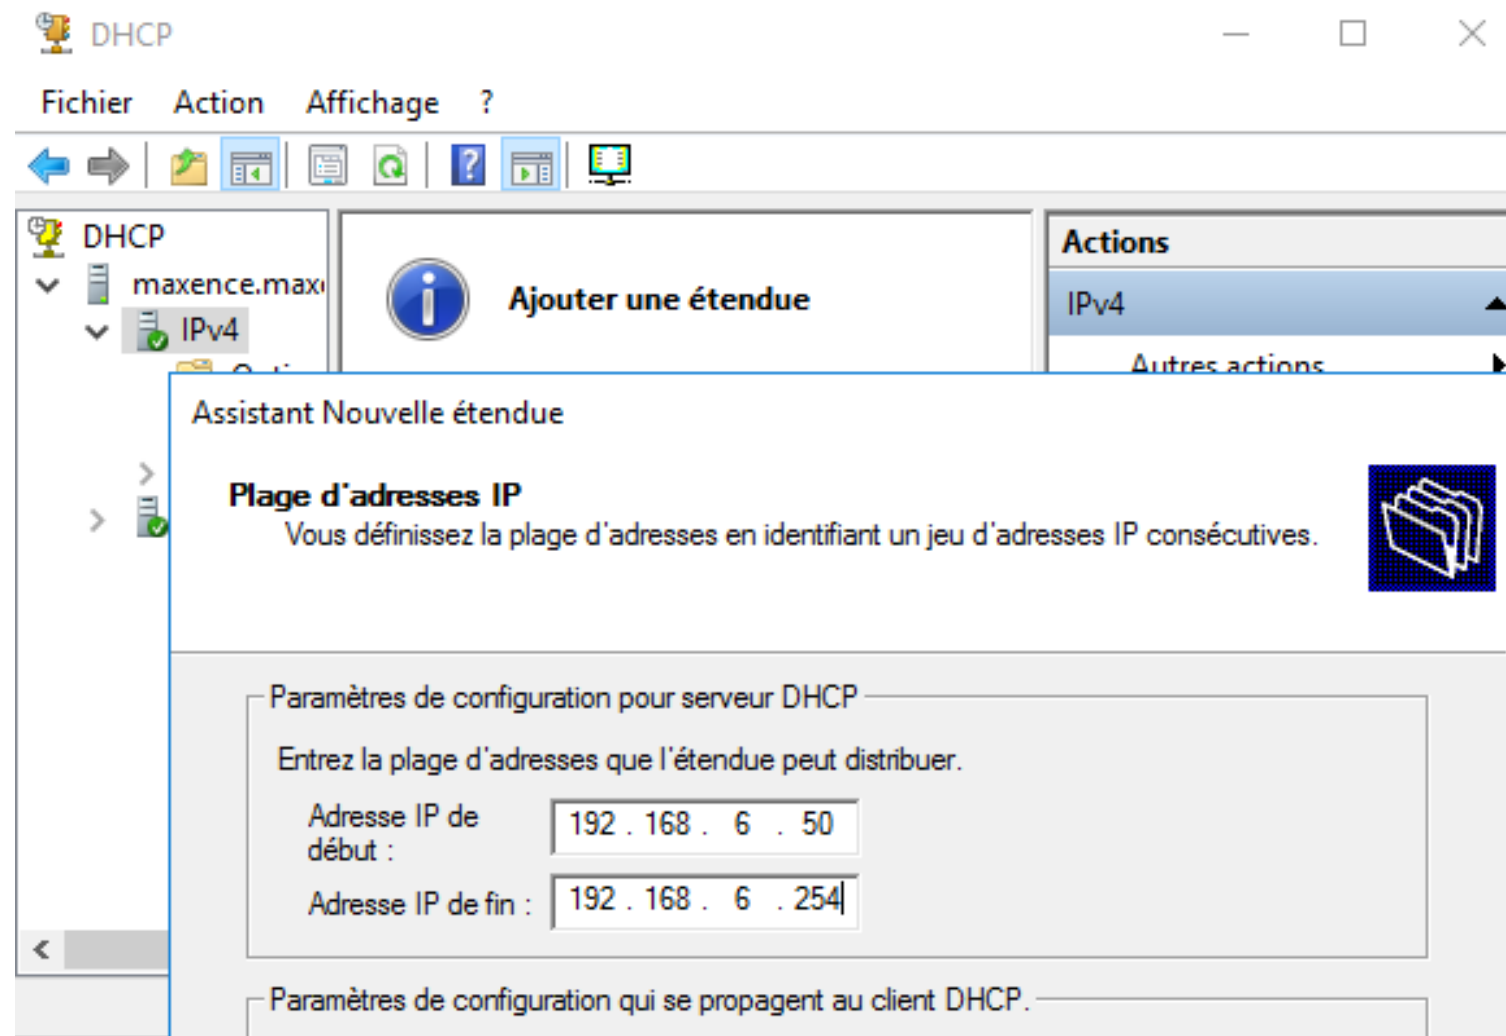 DHCP
Fichier Action Affichage ?
DHCP
maxence.max
IPv4
Ajouter une étendue
Actions
IPv4
Autres actions
Assistant Nouvelle étendue
Plage d'adresses IP
Vous définissez la plage d'adresses en identifiant un jeu d'adresses IP consécutives.
Paramètres de configuration pour serveur DHCP
Entrez la plage d'adresses que l'étendue peut distribuer.
Adresse IP de
début :
192 . 168 . 6 . 50
Adresse IP de fin :
192 . 168 . 6 . 254
Paramètres de configuration qui se propagent au client DHCP.